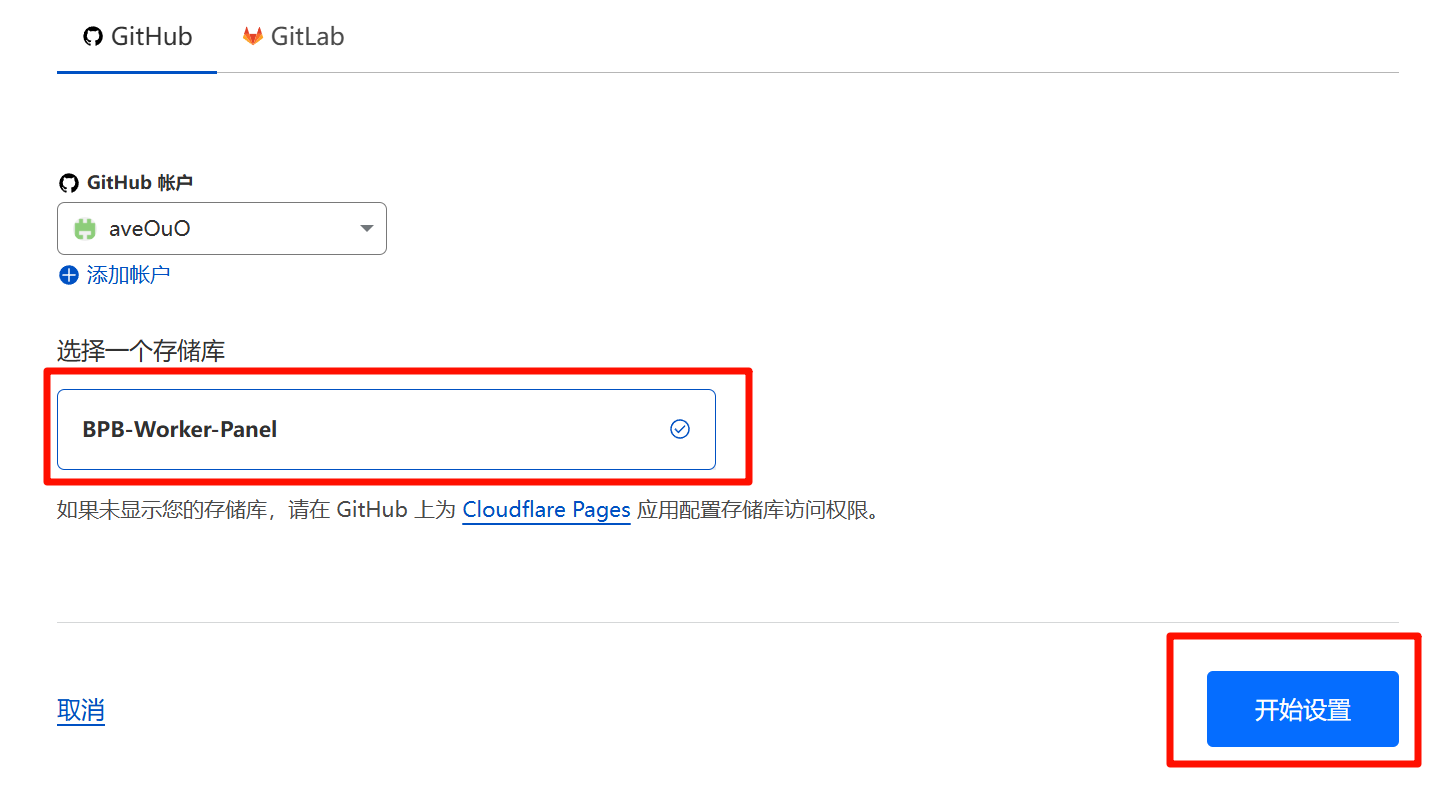 GitHub GitLab
GitHub 帐户
aveOuO
添加帐户
选择一个存储库
BPB-Worker-Panel
如果未显示您的存储库，请在 GitHub 上为 Cloudflare Pages 应用配置存储库访问权限。
取消 开始设置